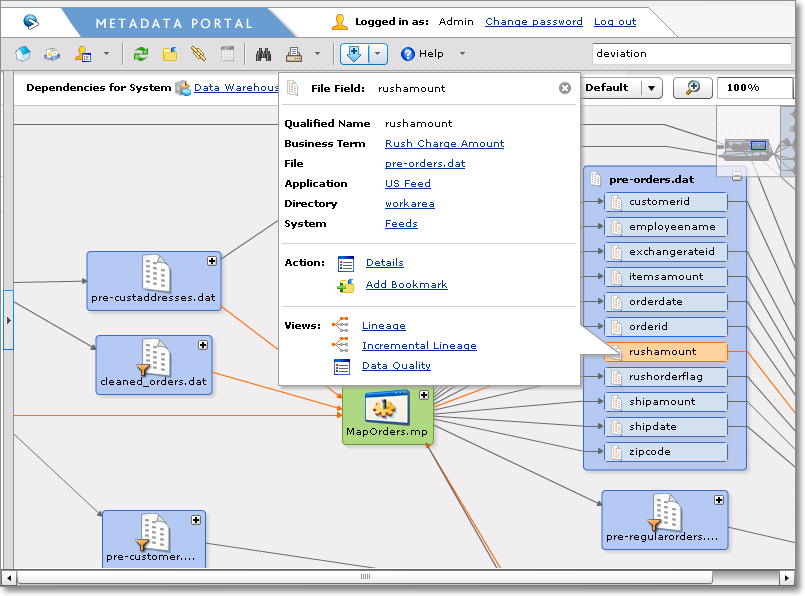 METADATA PORTAL
Logged in as: Admin Change password Log out
Help
deviation
Dependencies for System Data Warehous
Default
100%
File Field: rushamount
Qualified Name rushamount
Business Term Rush Charge Amount
File pre-orders.dat
Application US Feed
Directory workarea
System Feeds
Action: Details
Add Bookmark
Views: Lineage
Incremental Lineage
Data Quality
pre-orders.dat
customerid
employeename
exchangerateid
itemsamount
orderdate
orderid
rushamount
rushorderflag
shipamount
shipdate
zipcode
pre-custaddresses.dat
cleaned_orders.dat
MapOrders.mp
pre-customer....
pre-regularorders....